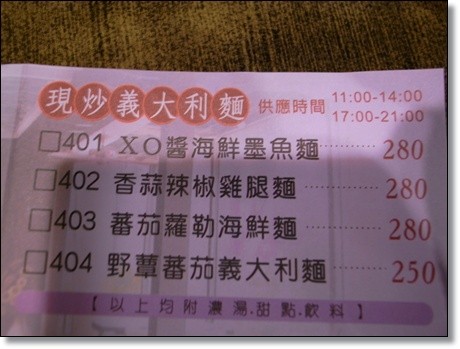 現炒義大利麵 供應時間 11:00-14:00
17:00-21:00
□401 XO醬海鮮墨魚麵 ………… 280
□402 香蒜辣椒雞腿麵 ………… 280
□403 蕃茄蘿勒海鮮麵 ………… 280
□404 野蕈蕃茄義大利麵 ……… 250
【以上均附濃湯.甜點.飲料】